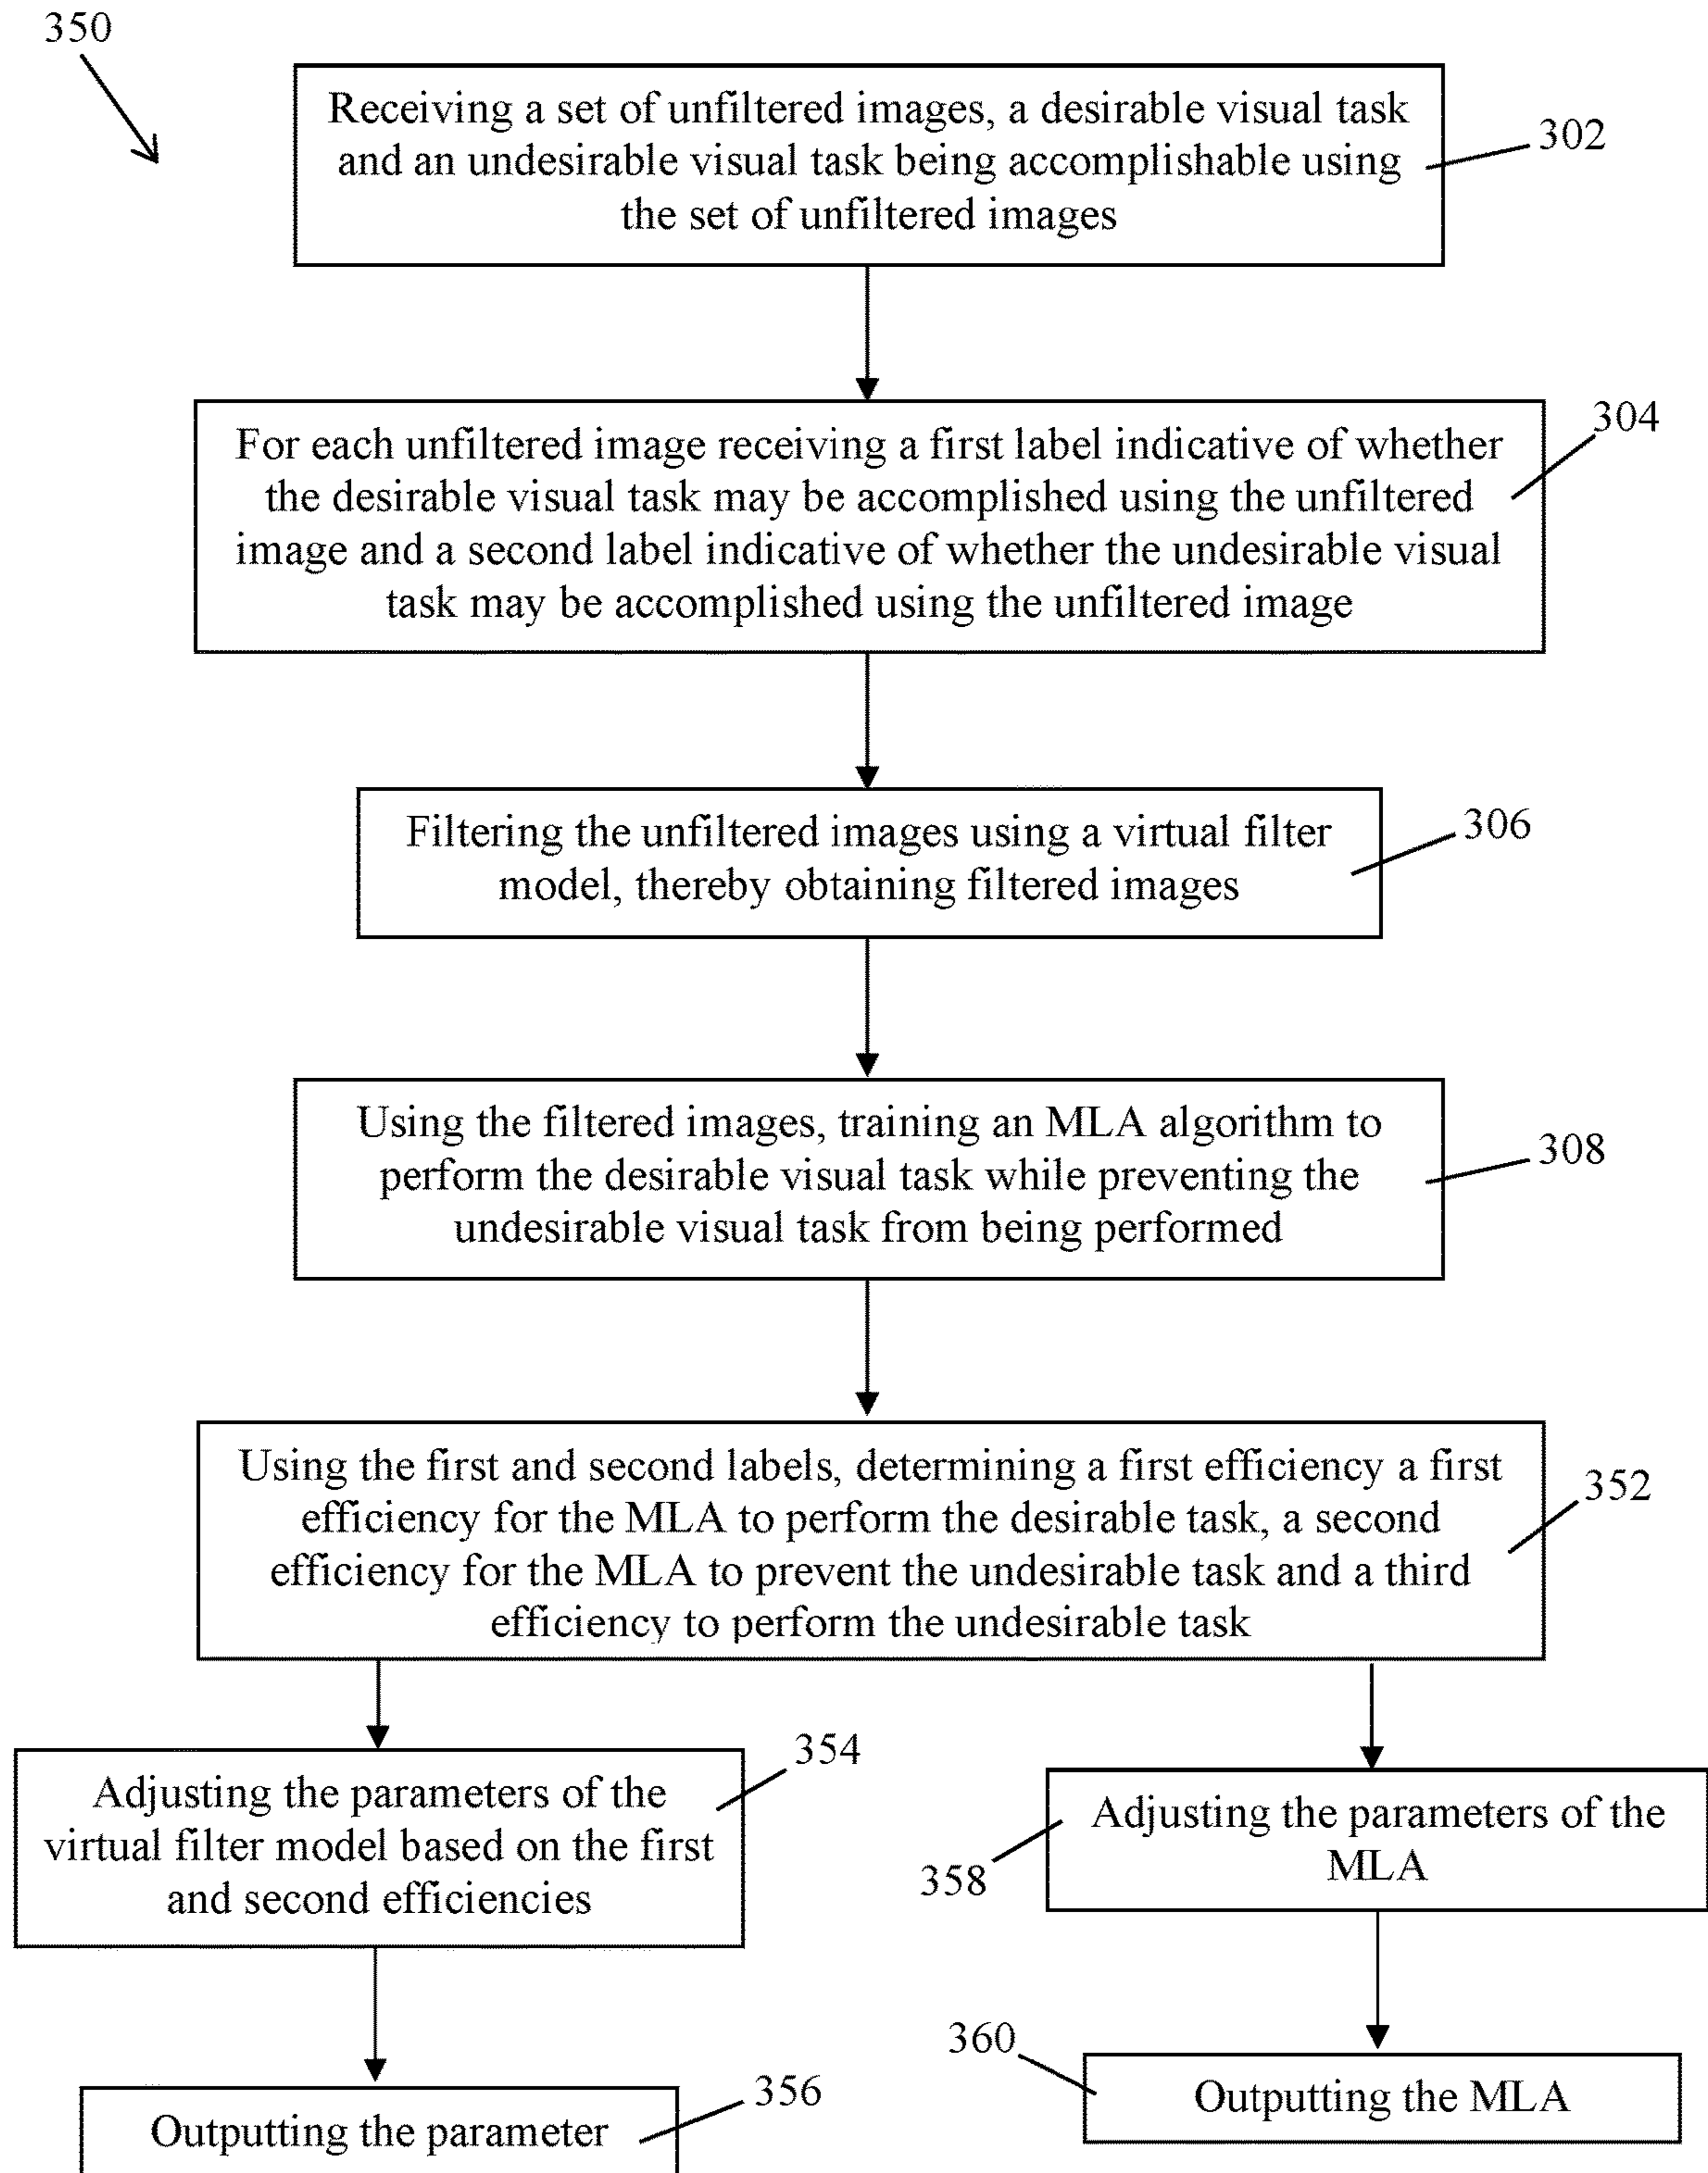 350
Receiving a set of unfiltered images, a desirable visual task
and an undesirable visual task being accomplishable using
the set of unfiltered images
302
For each unfiltered image receiving a first label indicative of whether
the desirable visual task may be accomplished using the unfiltered
image and a second label indicative of whether the undesirable visual
task may be accomplished using the unfiltered image
304
Filtering the unfiltered images using a virtual filter
model, thereby obtaining filtered images
306
Using the filtered images, training an MLA algorithm to
perform the desirable visual task while preventing the
undesirable visual task from being performed
308
Using the first and second labels, determining a first efficiency a first
efficiency for the MLA to perform the desirable task, a second
efficiency for the MLA to prevent the undesirable task and a third
efficiency to perform the undesirable task
352
Adjusting the parameters of the
virtual filter model based on the first
and second efficiencies
354
Adjusting the parameters of the
MLA
358
Outputting the parameter
356
Outputting the MLA
360